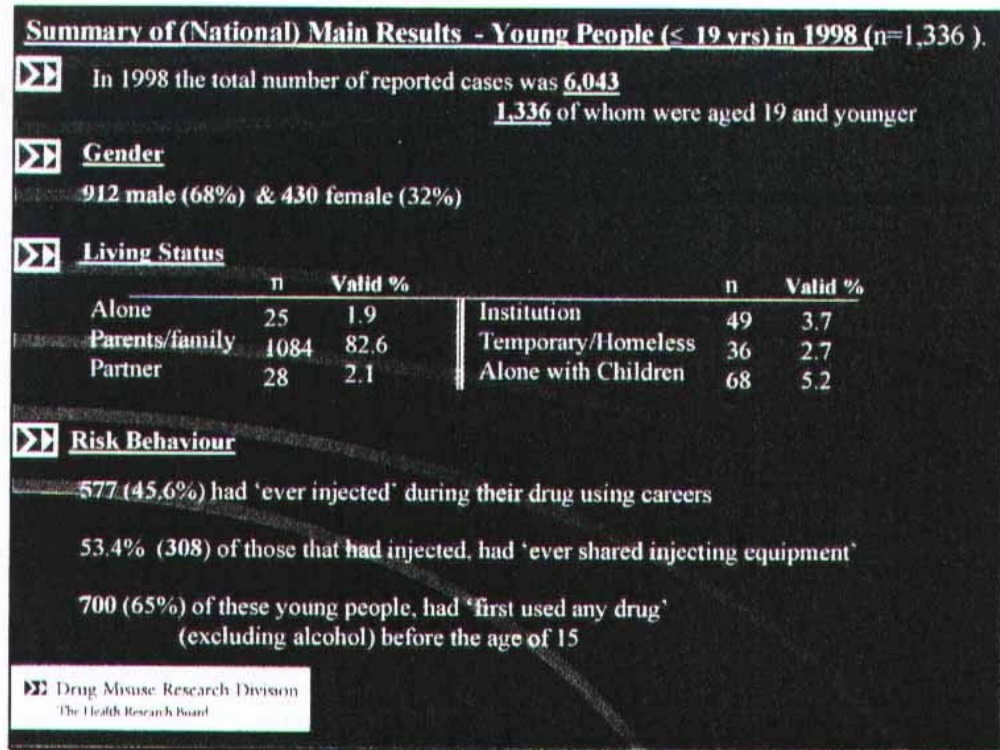 Summary of (National) Main Results - Young People (≤ 19 yrs) in 1998 (n=1,336 ).
In 1998 the total number of reported cases was 6,043
1,336 of whom were aged 19 and younger
Gender
912 male (68%) & 430 female (32%)
Living Status
n Valid % n Valid %
Alone 25 1.9 Institution 49 3.7
Parents/family 1084 82.6 Temporary/Homeless 36 2.7
Partner 28 2.1 Alone with Children 68 5.2
Risk Behaviour
577 (45.6%) had ‘ever injected‘ during their drug using careers
53.4% (308) of those that had injected, had ‘ever shared injecting equipment‘
700 (65%) of these young people, had ‘first used any drug’
(excluding alcohol) before the age of 15
Drug Misuse Research Division
The Health Research Board